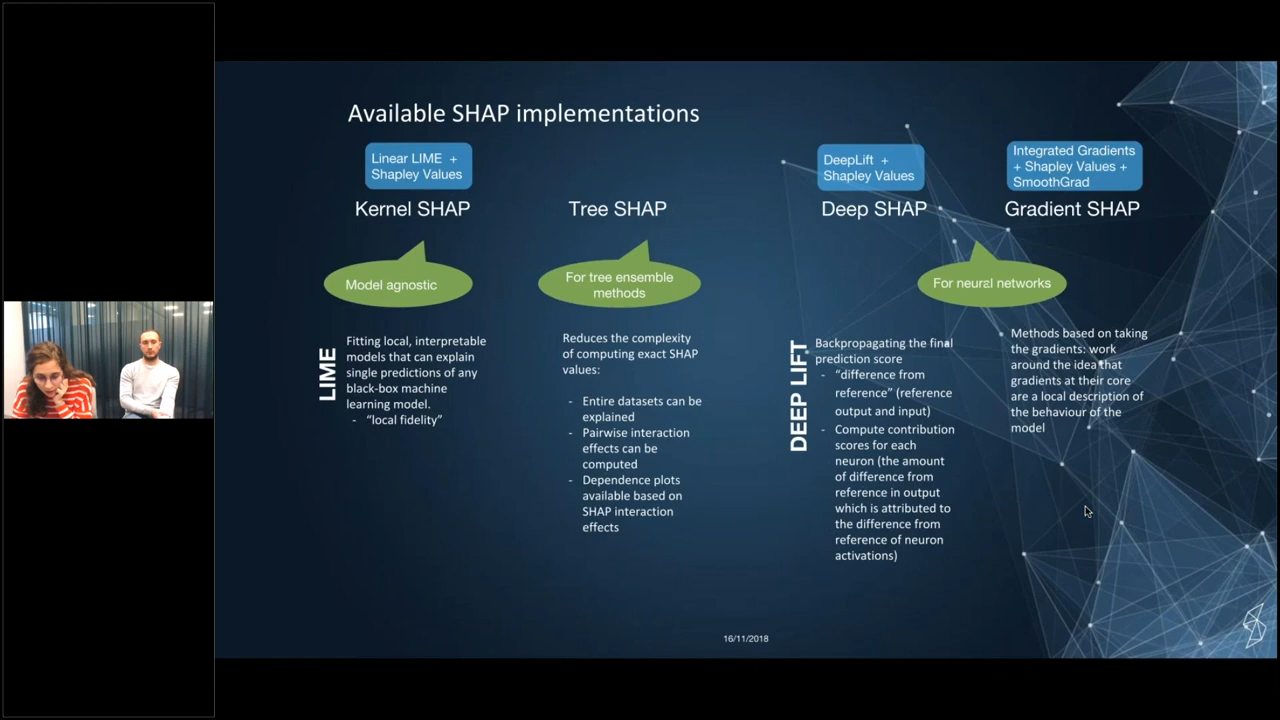 Available SHAP implementations
Linear LIME +
Shapley Values
Kernel SHAP
Model agnostic
LIME
Fitting local, interpretable
models that can explain
single predictions of any
black-box machine
learning model.
- “local fidelity”
Tree SHAP
For tree ensemble
methods
Reduces the complexity
of computing exact SHAP
values:
- Entire datasets can be
explained
- Pairwise interaction
effects can be
computed
- Dependence plots
available based on
SHAP interaction
effects
DeepLift +
Shapley Values
Deep SHAP
Integrated Gradients
+ Shapley Values +
SmoothGrad
Gradient SHAP
For neural networks
DEEP LIFT
Backpropagating the final
prediction score
- “difference from
reference” (reference
output and input)
- Compute contribution
scores for each
neuron (the amount
of difference from
reference in output
which is attributed to
the difference from
reference of neuron
activations)
Methods based on taking
the gradients: work
around the idea that
gradients at their core
are a local description of
the behaviour of the
model
16/11/2018